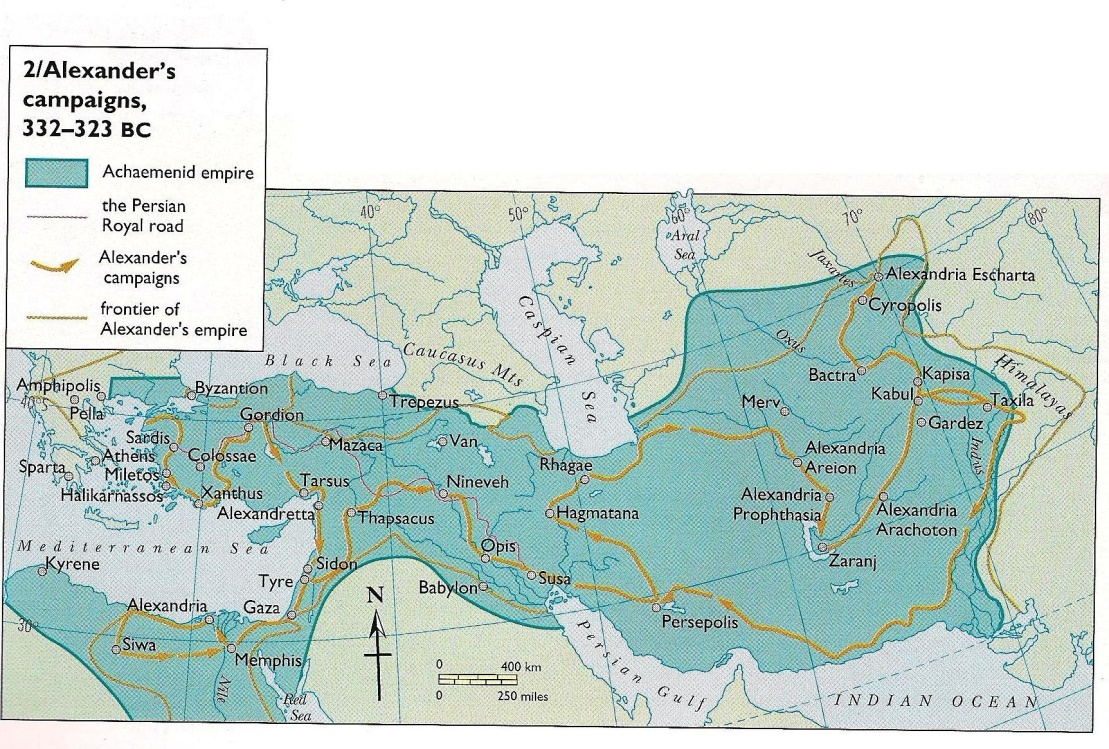 2/Alexander's
campaigns,
332–323 BC
Achaemenid empire
the Persian
Royal road
Alexander's
campaigns
frontier of
Alexander's empire
40°
50°
60°
70°
80°
Aral
Sea
Jaxartes
Alexandria Escharta
Cyropolis
Caspian
Sea
Oxus
Black Sea
Caucasus Mts
Himalayas
Amphipolis
40°S
Pella
Byzantion
Trepezus
Bactra
Kapisa
Kabul
Taxila
Merv
Gardez
Gordion
Sardis
Mazaca
Van
Athens
Colossae
Sparta
Miletos
Halikarnassos
Xanthus
Tarsus
Alexandretta
Nineveh
Rhagae
Alexandria
Areion
Indus
Thapsacus
Hagmatana
Alexandria
Prophthasia
Alexandria
Arachoton
Mediterranean Sea
Kyrene
Sidon
Tyre
Opis
Babylon
Susa
Zaranj
N
Alexandria
Gaza
Persepolis
30°
Siwa
Memphis
Nile
Red
Sea
Persian Gulf
INDIAN OCEAN
0 400 km
0 250 miles